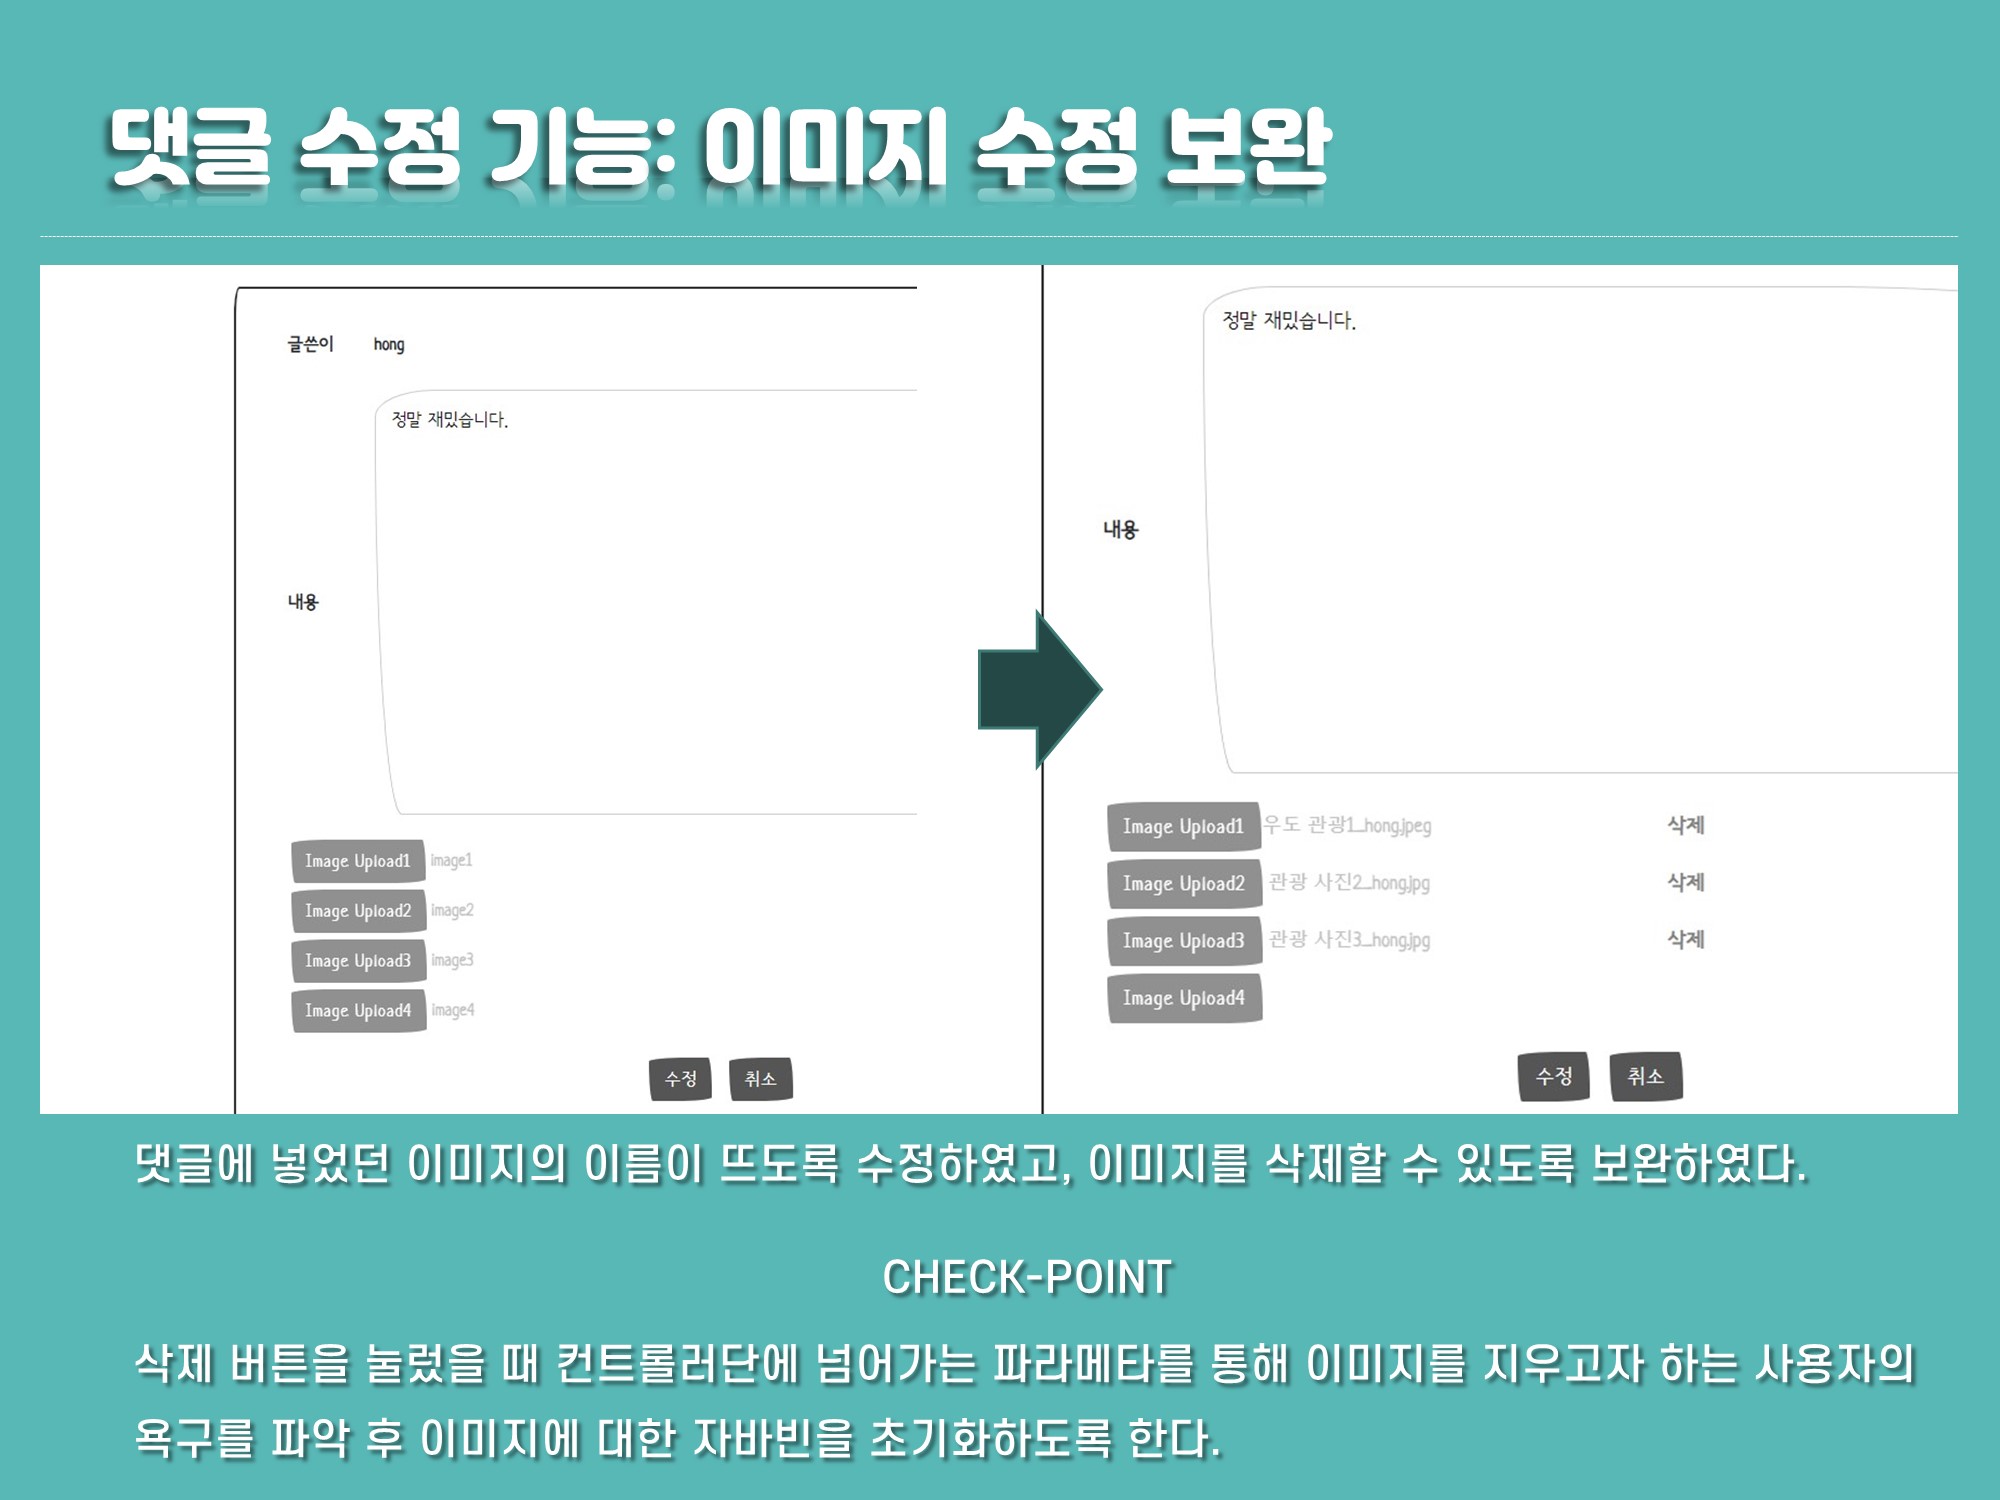 댓글 수정 기능: 이미지 수정 보완
글쓴이 hong
정말 재밌습니다.
내용
Image Upload1 image1
Image Upload2 image2
Image Upload3 image3
Image Upload4 image4
수정 취소
정말 재밌습니다.
내용
Image Upload1 우도 관광1_hong.jpeg 삭제
Image Upload2 관광 사진2_hong.jpg 삭제
Image Upload3 관광 사진3_hong.jpg 삭제
Image Upload4
수정 취소
댓글에 넣었던 이미지의 이름이 뜨도록 수정하였고, 이미지를 삭제할 수 있도록 보완하였다.
CHECK-POINT
삭제 버튼을 눌렀을 때 컨트롤러단에 넘어가는 파라메타를 통해 이미지를 지우고자 하는 사용자의
욕구를 파악 후 이미지에 대한 자바빈을 초기화하도록 한다.